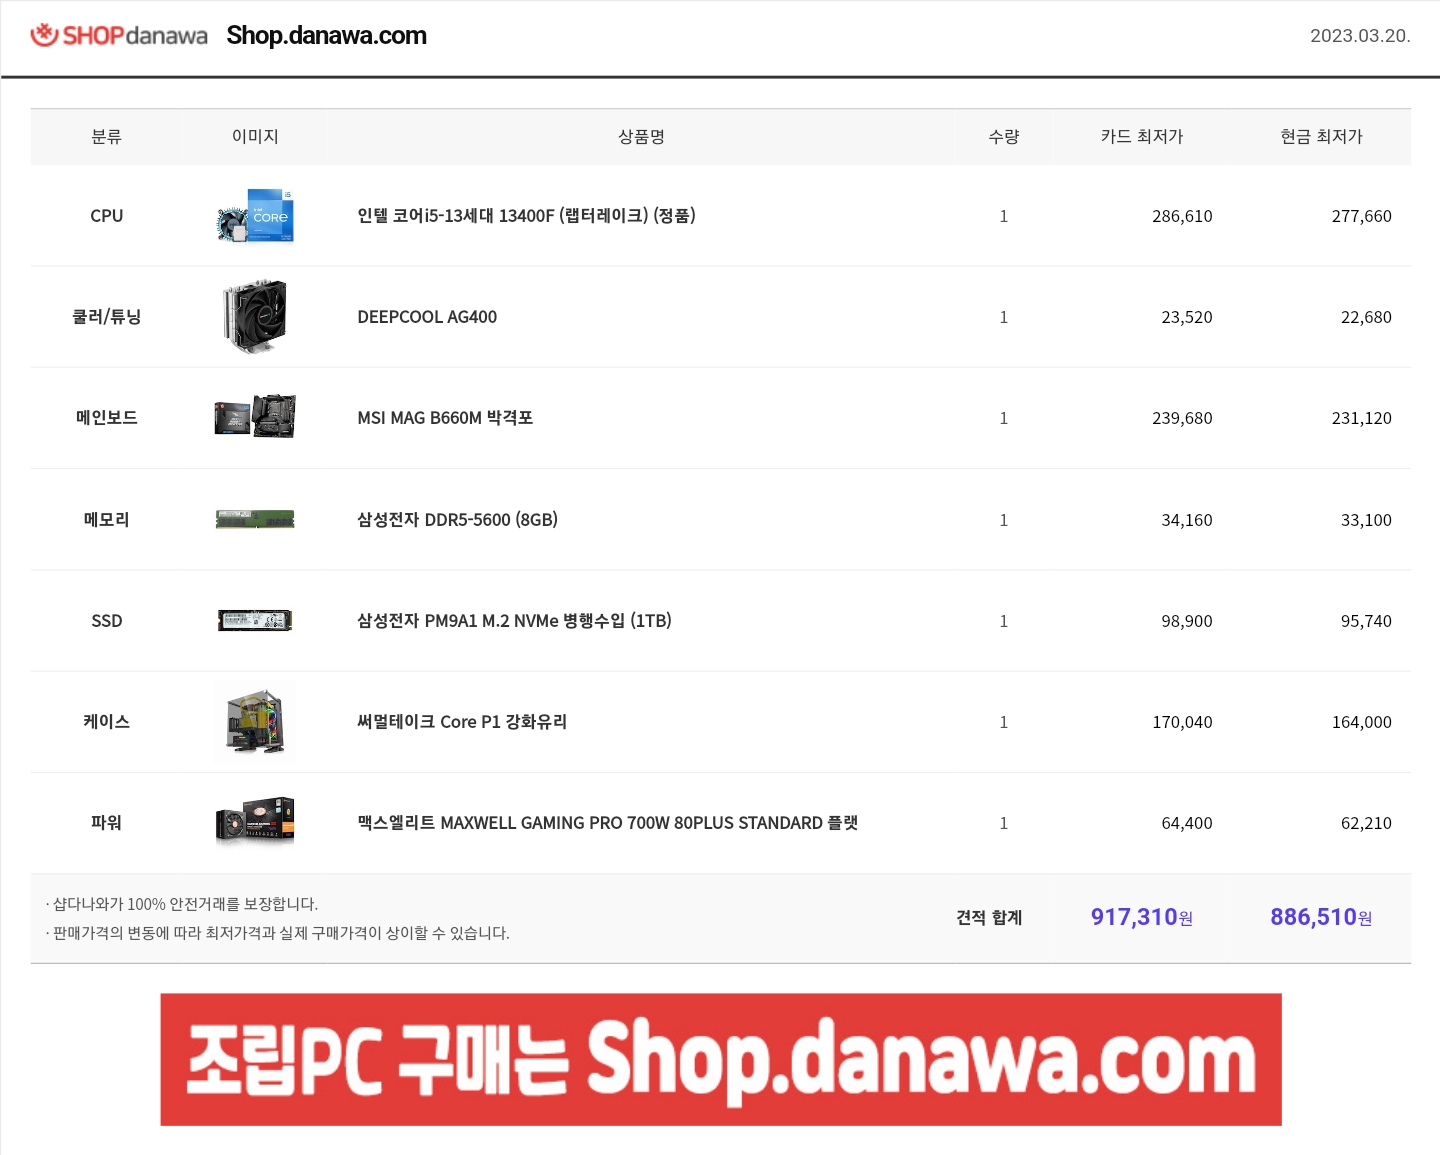 SHOPdanawa Shop.danawa.com 2023.03.20.
분류 이미지 상품명 수량 카드 최저가 현금 최저가
CPU 인텔 코어i5-13세대 13400F (랩터레이크) (정품) 1 286,610 277,660
쿨러/튜닝 DEEPCOOL AG400 1 23,520 22,680
메인보드 MSI MAG B660M 박격포 1 239,680 231,120
메모리 삼성전자 DDR5-5600 (8GB) 1 34,160 33,100
SSD 삼성전자 PM9A1 M.2 NVMe 병행수입 (1TB) 1 98,900 95,740
케이스 써멀테이크 Core P1 강화유리 1 170,040 164,000
파워 맥스엘리트 MAXWELL GAMING PRO 700W 80PLUS STANDARD 플랫 1 64,400 62,210
· 샵다나와가 100% 안전거래를 보장합니다.
· 판매가격의 변동에 따라 최저가격과 실제 구매가격이 상이할 수 있습니다.
견적 합계 917,310원 886,510원
조립PC 구매는 Shop.danawa.com